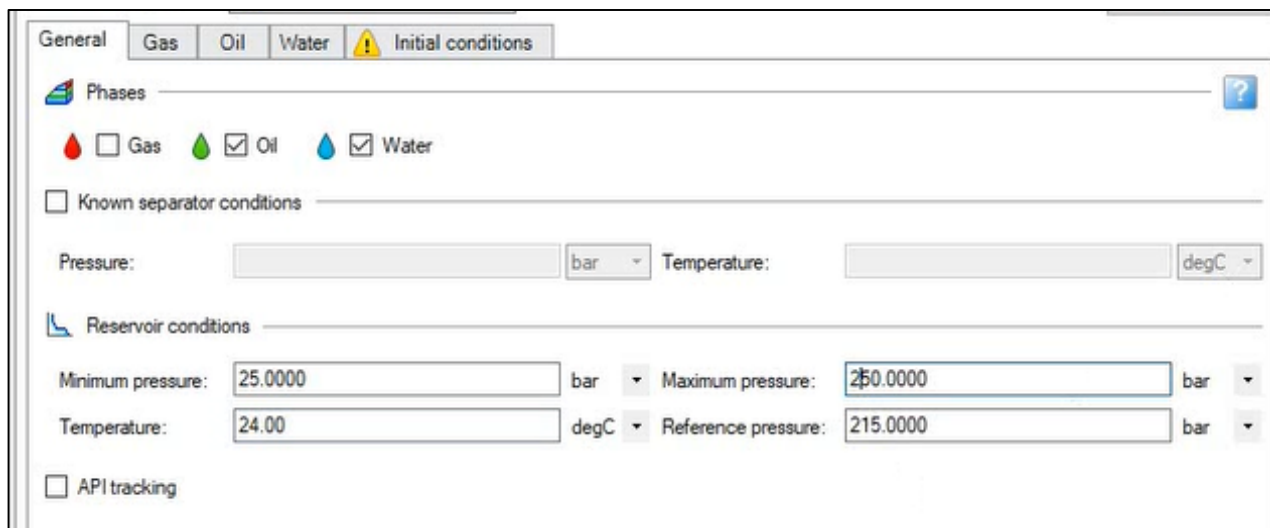 General Gas Oil Water Initial conditions
Phases ?
Gas Oil Water
Known separator conditions
Pressure: bar Temperature: degC
Reservoir conditions
Minimum pressure: 25.0000 bar Maximum pressure: 250.0000 bar
Temperature: 24.00 degC Reference pressure: 215.0000 bar
API tracking